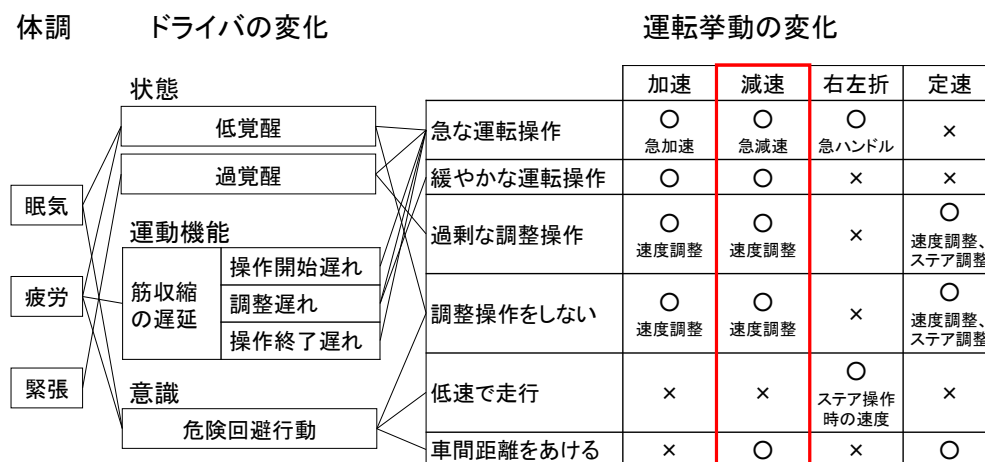 体調 ドライバの変化 運転挙動の変化
加速 減速 右左折 定速
状態
低覚醒
過覚醒
眠気
疲労
緊張
運動機能
筋収縮
の遅延
操作開始遅れ
調整遅れ
操作終了遅れ
意識
危険回避行動
急な運転操作 ○ ○ ○ ×
急加速 急減速 急ハンドル
緩やかな運転操作 ○ ○ × ×
過剰な調整操作 ○ ○ × ○
速度調整 速度調整 速度調整、
ステア調整
調整操作をしない ○ ○ × ○
速度調整 速度調整 速度調整、
ステア調整
低速で走行 × × ○ ×
ステア操作
時の速度
車間距離をあける × ○ × ○